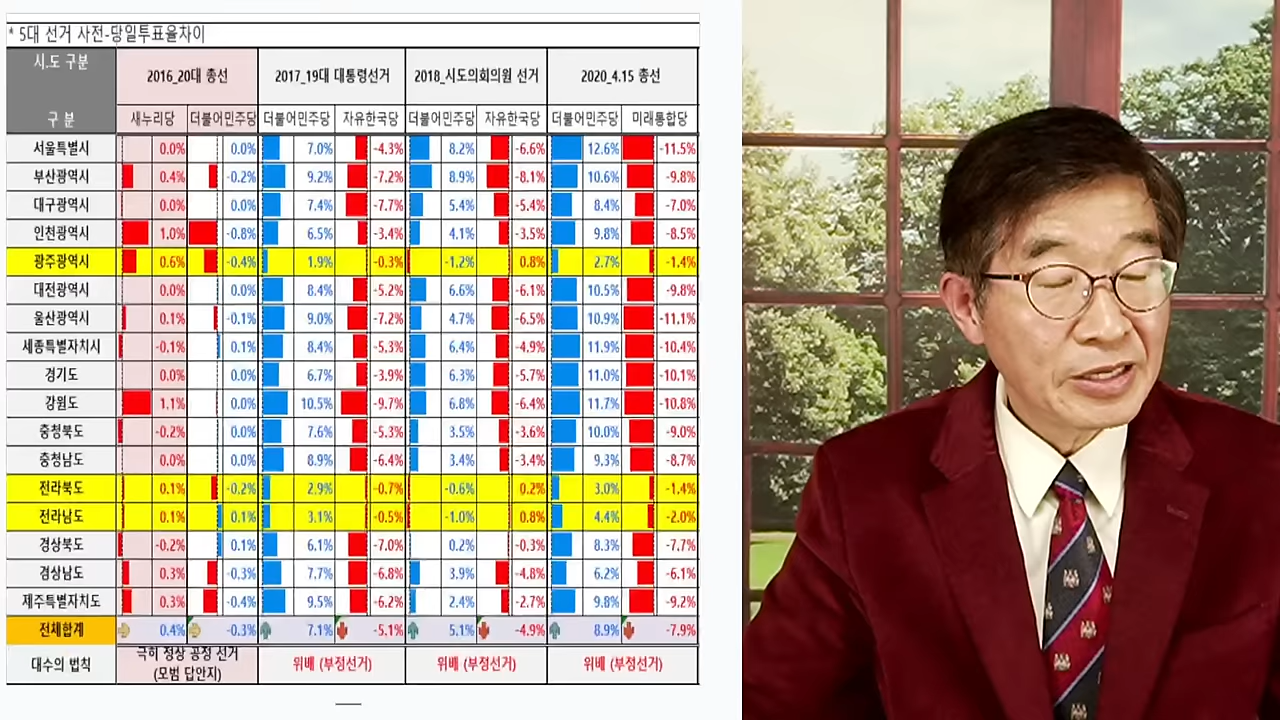 * 5대 선거 사전-당일투표율차이
시.도 구분 2016_20대 총선 2017_19대 대통령선거 2018_시도의회의원 선거 2020_4.15 총선
구 분 새누리당 더불어민주당 더불어민주당 자유한국당 더불어민주당 자유한국당 더불어민주당 미래통합당
서울특별시 0.0% 0.0% 7.0% -4.3% 8.2% -6.6% 12.6% -11.5%
부산광역시 0.4% -0.2% 9.2% -7.2% 8.9% -8.1% 10.6% -9.8%
대구광역시 0.0% 0.0% 7.4% -7.7% 5.4% -5.4% 8.4% -7.0%
인천광역시 1.0% -0.8% 6.5% -3.4% 4.1% -3.5% 9.8% -8.5%
광주광역시 0.6% -0.4% 1.9% -0.3% -1.2% 0.8% 2.7% -1.4%
대전광역시 0.0% 0.0% 8.4% -5.2% 6.6% -6.1% 10.5% -9.8%
울산광역시 0.1% -0.1% 9.0% -7.2% 4.7% -6.5% 10.9% -11.1%
세종특별자치시 -0.1% 0.1% 8.4% -5.3% 6.4% -4.9% 11.9% -10.4%
경기도 0.0% 0.0% 6.7% -3.9% 6.3% -5.7% 11.0% -10.1%
강원도 1.1% 0.0% 10.5% -9.7% 6.8% -6.4% 11.7% -10.8%
충청북도 -0.2% 0.0% 7.6% -5.3% 3.5% -3.6% 10.0% -9.0%
충청남도 0.0% 0.0% 8.9% -6.4% 3.4% -3.4% 9.3% -8.7%
전라북도 0.1% -0.2% 2.9% -0.7% -0.6% 0.2% 3.0% -1.4%
전라남도 0.1% 0.1% 3.1% -0.5% -1.0% 0.8% 4.4% -2.0%
경상북도 -0.2% 0.1% 6.1% -7.0% 0.2% -0.3% 8.3% -7.7%
경상남도 0.3% -0.3% 7.7% -6.8% 3.9% -4.8% 6.2% -6.1%
제주특별자치도 0.3% -0.4% 9.5% -6.2% 2.4% -2.7% 9.8% -9.2%
전체합계 0.4% -0.3% 7.1% -5.1% 5.1% -4.9% 8.9% -7.9%
대수의 법칙 극히 정상 공정 선거 위배 (부정선거) 위배 (부정선거) 위배 (부정선거)
(모범 답안지)